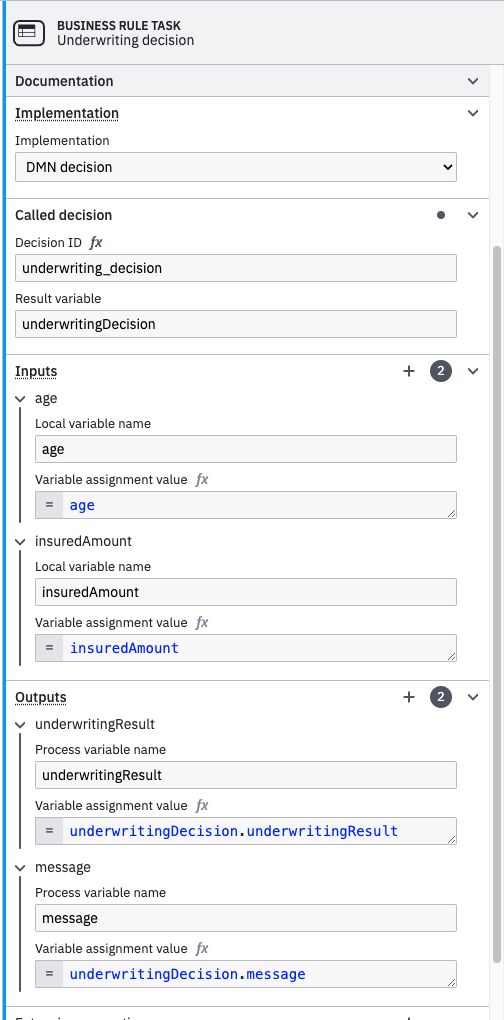 BUSINESS RULE TASK
Underwriting decision
Documentation
Implementation
Implementation
DMN decision
Called decision
Decision ID fx
underwriting_decision
Result variable
underwritingDecision
Inputs + 2
age
Local variable name
age
Variable assignment value fx
= age
insuredAmount
Local variable name
insuredAmount
Variable assignment value fx
= insuredAmount
Outputs + 2
underwritingResult
Process variable name
underwritingResult
Variable assignment value fx
= underwritingDecision.underwritingResult
message
Process variable name
message
Variable assignment value fx
= underwritingDecision.message